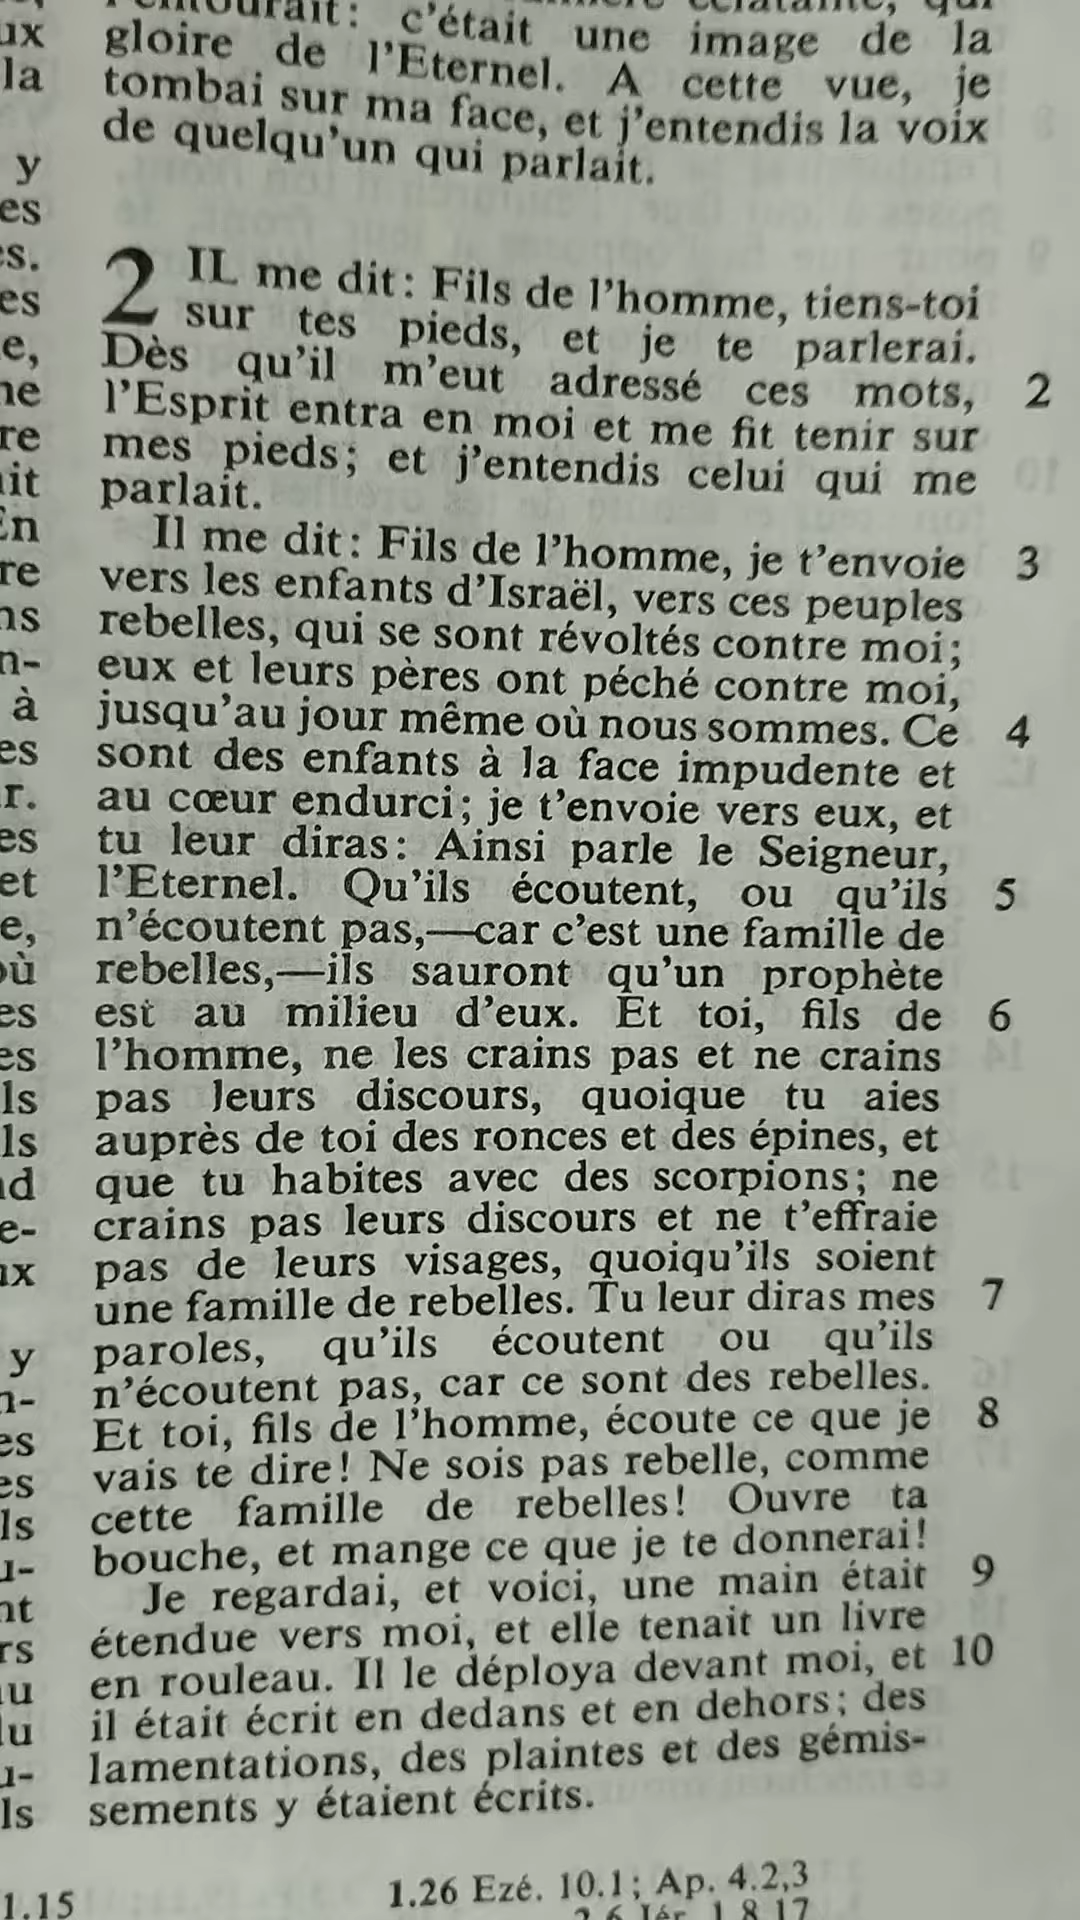 c'était une image de la
gloire de l'Eternel. A cette vue, je
tombai sur ma face, et j'entendis la voix
de quelqu'un qui parlait.
2 IL me dit: Fils de l'homme, tiens-toi
sur tes pieds, et je te parlerai.
Dès qu'il m'eut adressé ces mots, 2
l'Esprit entra en moi et me fit tenir sur
mes pieds; et j'entendis celui qui me
parlait.
Il me dit: Fils de l'homme, je t'envoie 3
vers les enfants d'Israël, vers ces peuples
rebelles, qui se sont révoltés contre moi;
eux et leurs pères ont péché contre moi,
jusqu'au jour même où nous sommes. Ce 4
sont des enfants à la face impudente et
au cœur endurci; je t'envoie vers eux, et
tu leur diras: Ainsi parle le Seigneur,
l'Eternel. Qu'ils écoutent, ou qu'ils 5
n'écoutent pas,—car c'est une famille de
rebelles,—ils sauront qu'un prophète
est au milieu d'eux. Et toi, fils de 6
l'homme, ne les crains pas et ne crains
pas leurs discours, quoique tu aies
auprès de toi des ronces et des épines, et
que tu habites avec des scorpions; ne
crains pas leurs discours et ne t'effraie
pas de leurs visages, quoiqu'ils soient
une famille de rebelles. Tu leur diras mes 7
paroles, qu'ils écoutent ou qu'ils
n'écoutent pas, car ce sont des rebelles.
Et toi, fils de l'homme, écoute ce que je 8
vais te dire! Ne sois pas rebelle, comme
cette famille de rebelles! Ouvre ta
bouche, et mange ce que je te donnerai!
Je regardai, et voici, une main était 9
étendue vers moi, et elle tenait un livre
en rouleau. Il le déploya devant moi, et 10
il était écrit en dedans et en dehors; des
lamentations, des plaintes et des gémis-
sements y étaient écrits.
1.15
1.26 Ezé. 10.1; Ap. 4.2,3